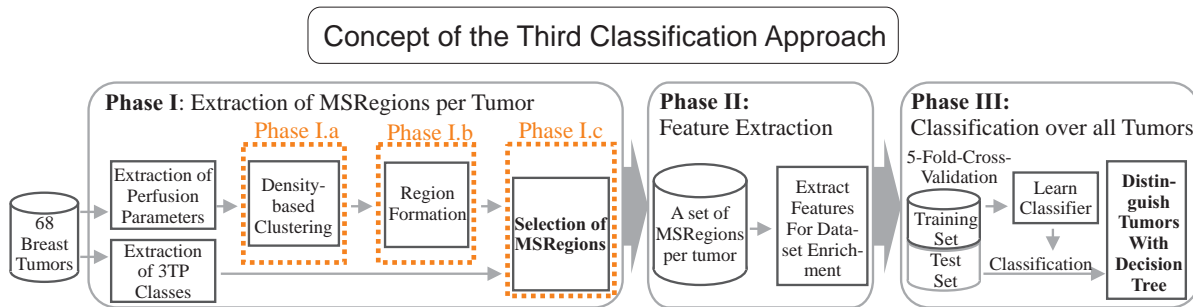 Concept of the Third Classification Approach
Phase I: Extraction of MSRegions per Tumor
Phase I.a
Phase I.b
Phase I.c
68
Breast
Tumors
Extraction of
Perfusion
Parameters
Extraction
of 3TP
Classes
Density-
based
Clustering
Region
Formation
Selection of
MSRegions
Phase II:
Feature Extraction
A set of
MSRegions
per tumor
Extract
Features
For Data-
set Enrich-
ment
Phase III:
Classification over all Tumors
5-Fold-Cross-
Validation
Training
Set
Test
Set
Learn
Classifier
Classification
Distin-
guish
Tumors
With
Decision
Tree